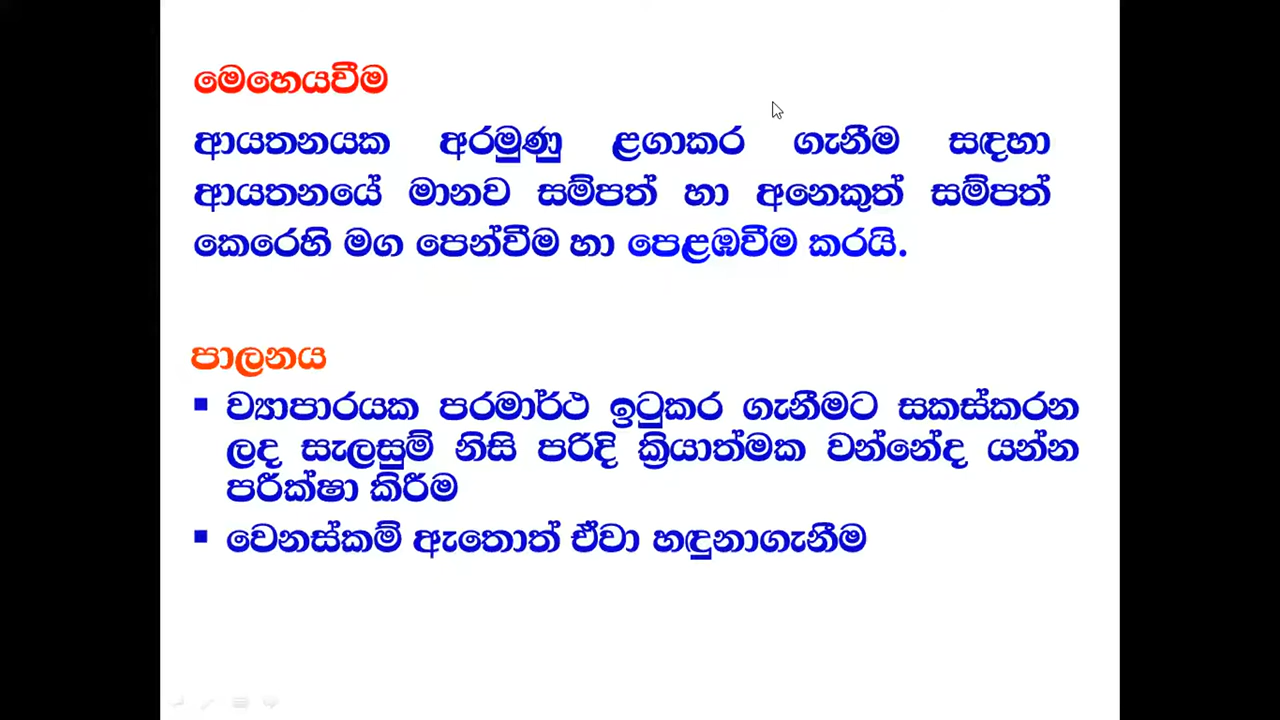 මෙහෙයවීම
ආයතනයක අරමුණු ළගාකර ගැනීම සඳහා
ආයතනයේ මානව සම්පත් හා අනෙකුත් සම්පත්
කෙරෙහි මග පෙන්වීම හා පෙළඹවීම කරයි.
පාලනය
▪ ව්‍යාපාරයක පරමාර්ථ ඉටුකර ගැනීමට සකස්කරන
ලද සැලසුම් නිසි පරිදි ක්‍රියාත්මක වන්නේද යන්න
පරීක්ෂා කිරීම
▪ වෙනස්කම් ඇතොත් ඒවා හඳුනාගැනීම